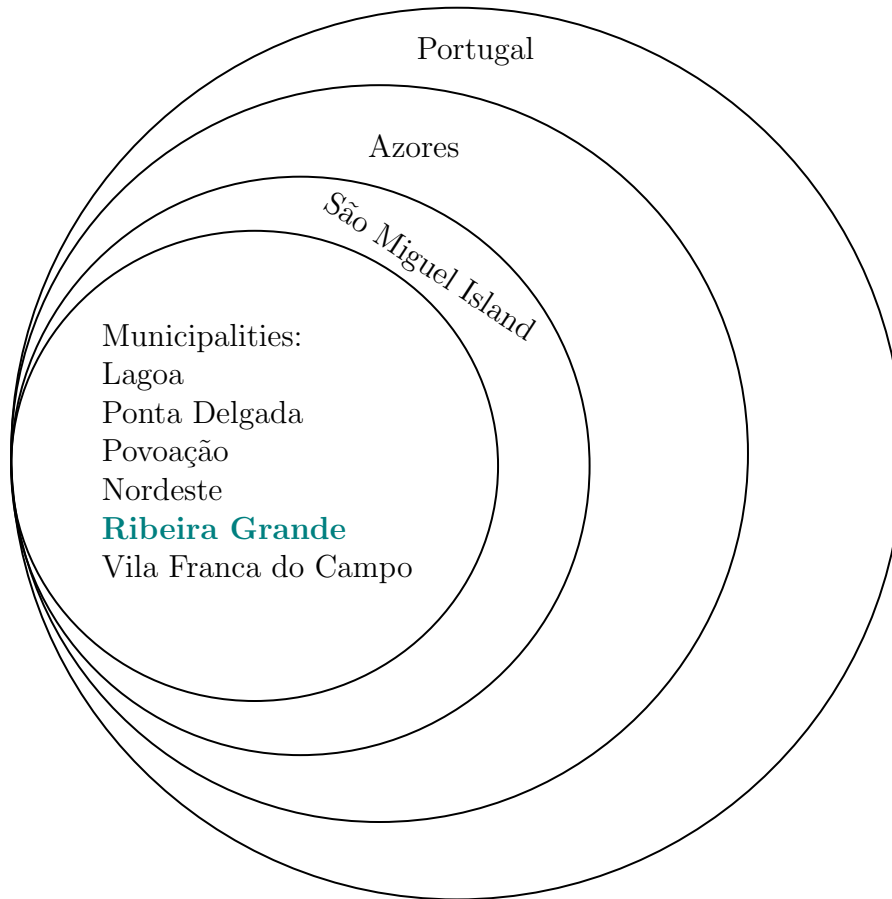 Portugal
Azores
São Miguel Island
Municipalities:
Lagoa
Ponta Delgada
Povoação
Nordeste
Ribeira Grande
Vila Franca do Campo